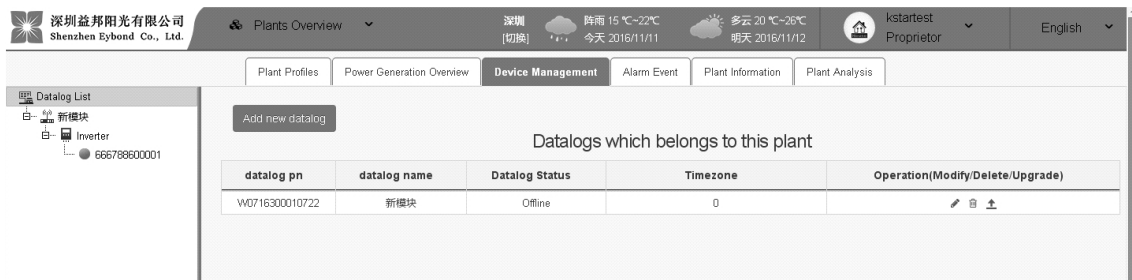 深圳益邦阳光有限公司
Shenzhen Eybond Co., Ltd.
Plants Overview
深圳
[切换]
阵雨 15 ℃~22℃
今天 2016/11/11
多云 20 ℃~26℃
明天 2016/11/12
kstartest
Proprietor
English
Plant Profiles
Power Generation Overview
Device Management
Alarm Event
Plant Information
Plant Analysis
Datalog List
新模块
Inverter
666788600001
Add new datalog
Datalogs which belongs to this plant
datalog pn datalog name Datalog Status Timezone Operation(Modify/Delete/Upgrade)
W0716300010722 新模块 Offline 0